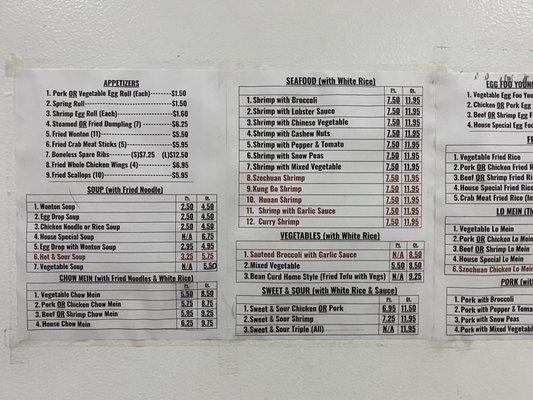 APPETIZERS
1. Pork OR Vegetable Egg Roll (Each)--------$1.50
2. Spring Roll--------$1.50
3. Shrimp Egg Roll (Each)--------$1.60
4. Steamed OR Fried Dumpling (7)--------$6.25
5. Fried Wonton (11)--------$5.50
6. Fried Crab Meat Sticks (5)--------$5.95
7. Boneless Spare Ribs--------(S)$7.25 (L)$12.50
8. Fried Whole Chicken Wings (4)--------$6.95
9. Fried Scallops (10)--------$5.95
SOUP (with Fried Noodle)
Pt. Qt.
1. Wonton Soup 2.50 4.50
2. Egg Drop Soup 2.50 4.50
3. Chicken Noodle or Rice Soup 2.50 4.50
4. House Special Soup N/A 6.75
5. Egg Drop with Wonton Soup 2.95 4.95
6. Hot & Sour Soup 3.25 5.75
7. Vegetable Soup N/A 5.50
CHOW MEIN (with Fried Noodles & White Rice)
Pt. Qt.
1. Vegetable Chow Mein 5.50 8.50
2. Pork OR Chicken Chow Mein 5.75 8.75
3. Beef OR Shrimp Chow Mein 5.95 9.25
4. House Chow Mein 6.25 9.75
SEAFOOD (with White Rice)
Pt. Qt.
1. Shrimp with Broccoli 7.50 11.95
2. Shrimp with Lobster Sauce 7.50 11.95
3. Shrimp with Chinese Vegetable 7.50 11.95
4. Shrimp with Cashew Nuts 7.50 11.95
5. Shrimp with Pepper & Tomato 7.50 11.95
6. Shrimp with Snow Peas 7.50 11.95
7. Shrimp with Mixed Vegetable 7.50 11.95
8.Szechuan Shrimp 7.50 11.95
9.Kung Bo Shrimp 7.50 11.95
10. Hunan Shrimp 7.50 11.95
11. Shrimp with Garlic Sauce 7.50 11.95
12. Curry Shrimp 7.50 11.95
VEGETABLES (with White Rice)
Pt. Qt.
1. Sauteed Broccoli with Garlic Sauce N/A 8.50
2.Mixed Vegetable 5.50 8.50
3. Bean Curd Home Style (Fried Tofu with Vegs) N/A 9.25
SWEET & SOUR (with White Rice & Sauce)
Pt. Qt.
1. Sweet & Sour Chicken OR Pork 6.95 11.50
2.Sweet & Sour Shrimp 7.25 11.95
3.Sweet & Sour Triple (All) N/A 11.95
EGG FOO YOUNG
1. Vegetable Egg Foo
2. Chicken OR Pork Egg
3. Beef OR Shrimp Egg F
4. House Special Egg Foo
1. Vegetable Fried Rice
2. Pork OR Chicken Fried
3. Beef OR Shrimp Fried Ri
4. House Special Fried Rice
5. Crab Meat Fried Rice
LO MEIN
1. Vegetable Lo Mein
2. Pork OR Chicken Lo Mein
3. Beef OR Shrimp Lo Mein
4. House Special Lo Mein
6. Szechuan Chicken Lo Mein
PORK
1. Pork with Broccoli
2. Pork with Pepper & Toma
3. Pork with Snow Peas
4. Pork with Mixed Vegetabl